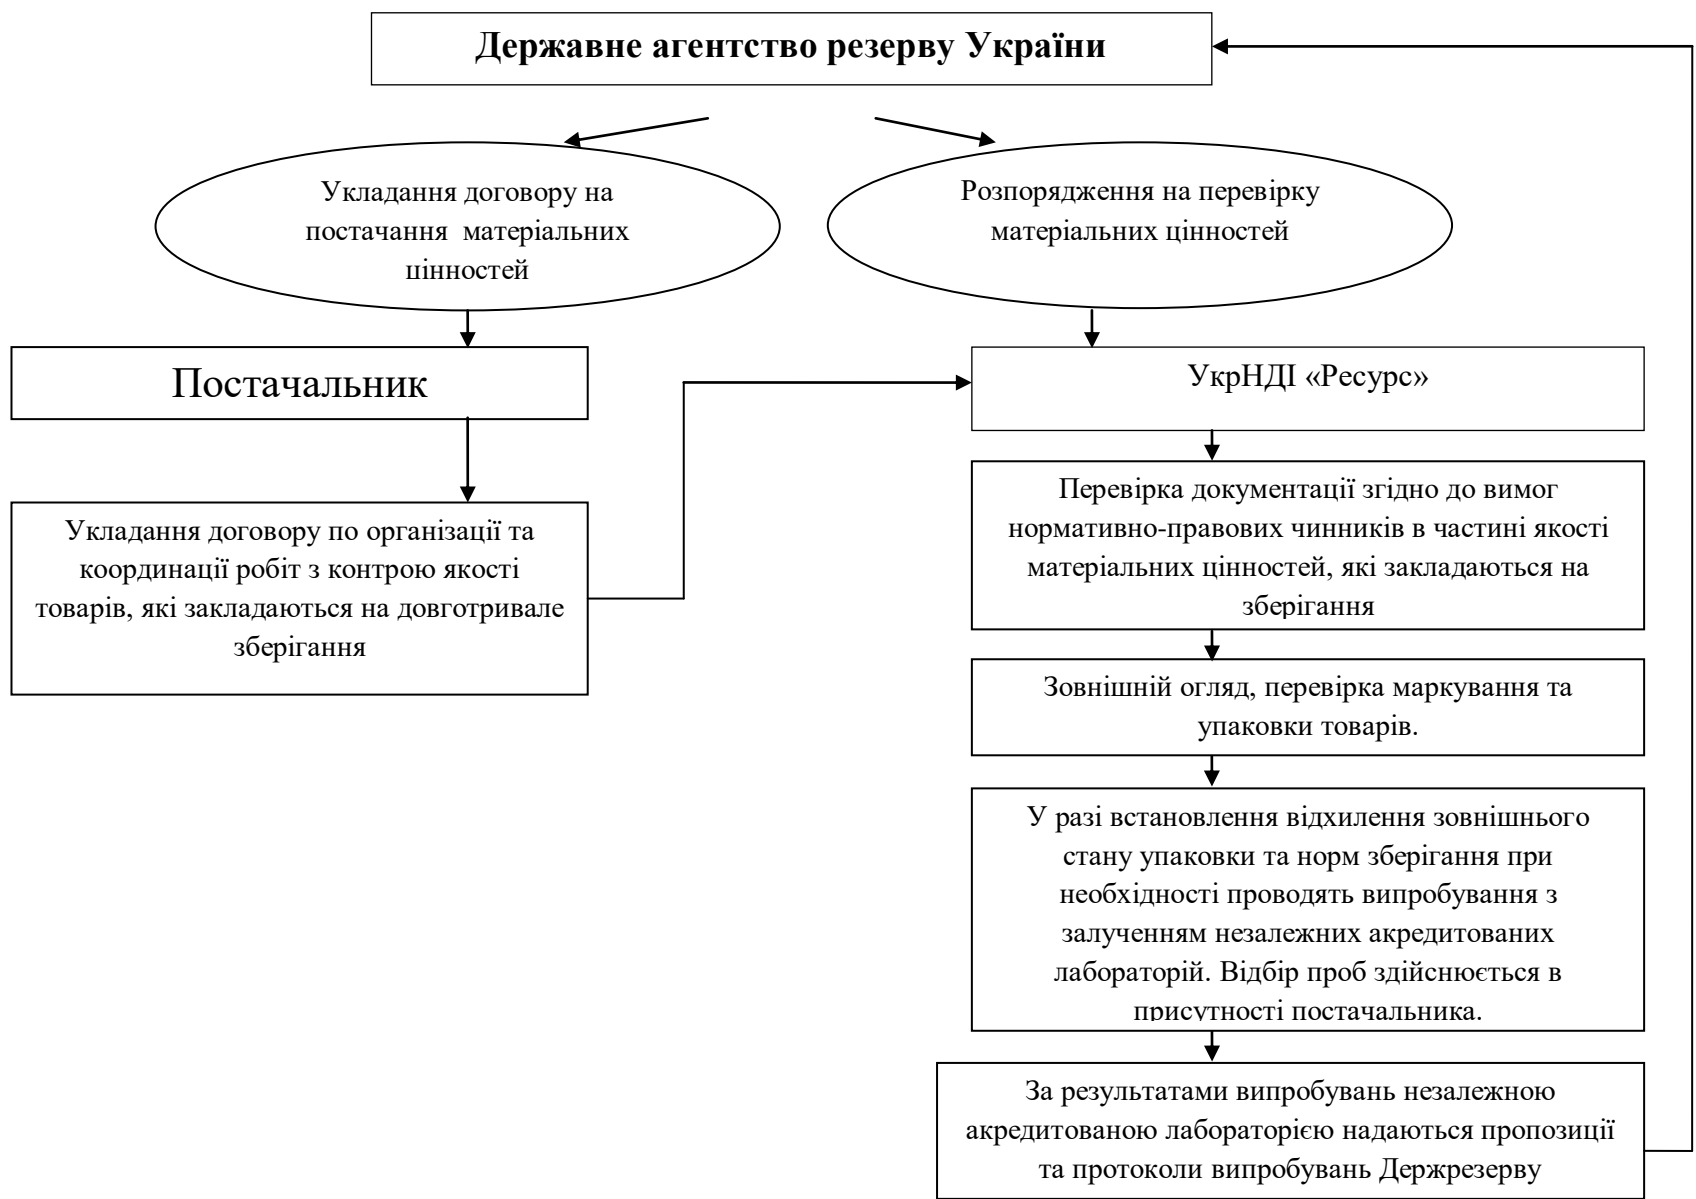 Державне агентство резерву України
Укладання договору на
постачання матеріальних
цінностей
Розпорядження на перевірку
матеріальних цінностей
Постачальник
УкрНДІ «Ресурс»
Укладання договору по організації та
координації робіт з контрою якості
товарів, які закладаються на довготривале
зберігання
Перевірка документації згідно до вимог
нормативно-правових чинників в частині якості
матеріальних цінностей, які закладаються на
зберігання
Зовнішній огляд, перевірка маркування та
упаковки товарів.
У разі встановлення відхилення зовнішнього
стану упаковки та норм зберігання при
необхідності проводять випробування з
залученням незалежних акредитованих
лабораторій. Відбір проб здійснюється в
присутності постачальника.
За результатами випробувань незалежною
акредитованою лабораторією надаються пропозиції
та протоколи випробувань Держрезерву